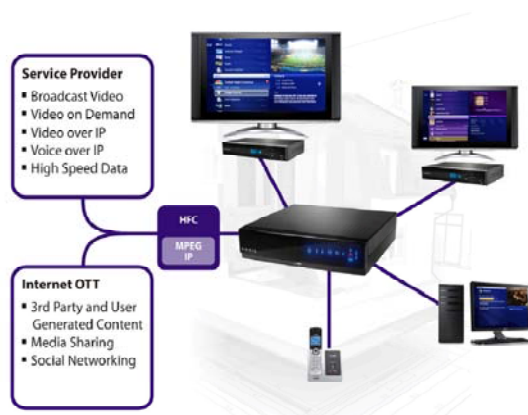 Service Provider
▪ Broadcast Video
▪ Video on Demand
▪ Video over IP
▪ Voice over IP
▪ High Speed Data
HFC
MPEG
IP
Internet OTT
▪ 3rd Party and User
Generated Content
▪ Media Sharing
▪ Social Networking